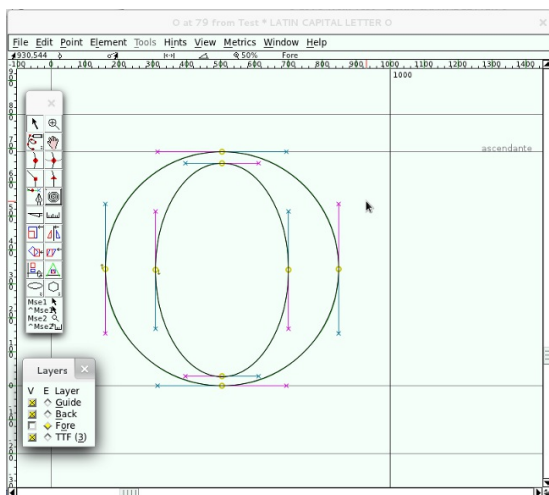 O at 79 from Test * LATIN CAPITAL LETTER O
File Edit Point Element Tools Hints View Metrics Window Help
930,544 50% Fore
-100 0 100 200 300 400 500 600 700 800 900 1000 1100 1200 1300 1400
1000
ascendante
Mse1
^Mse1
Mse2
^Mse2
Layers
V E Layer
Guide
Back
Fore
TTF (3)